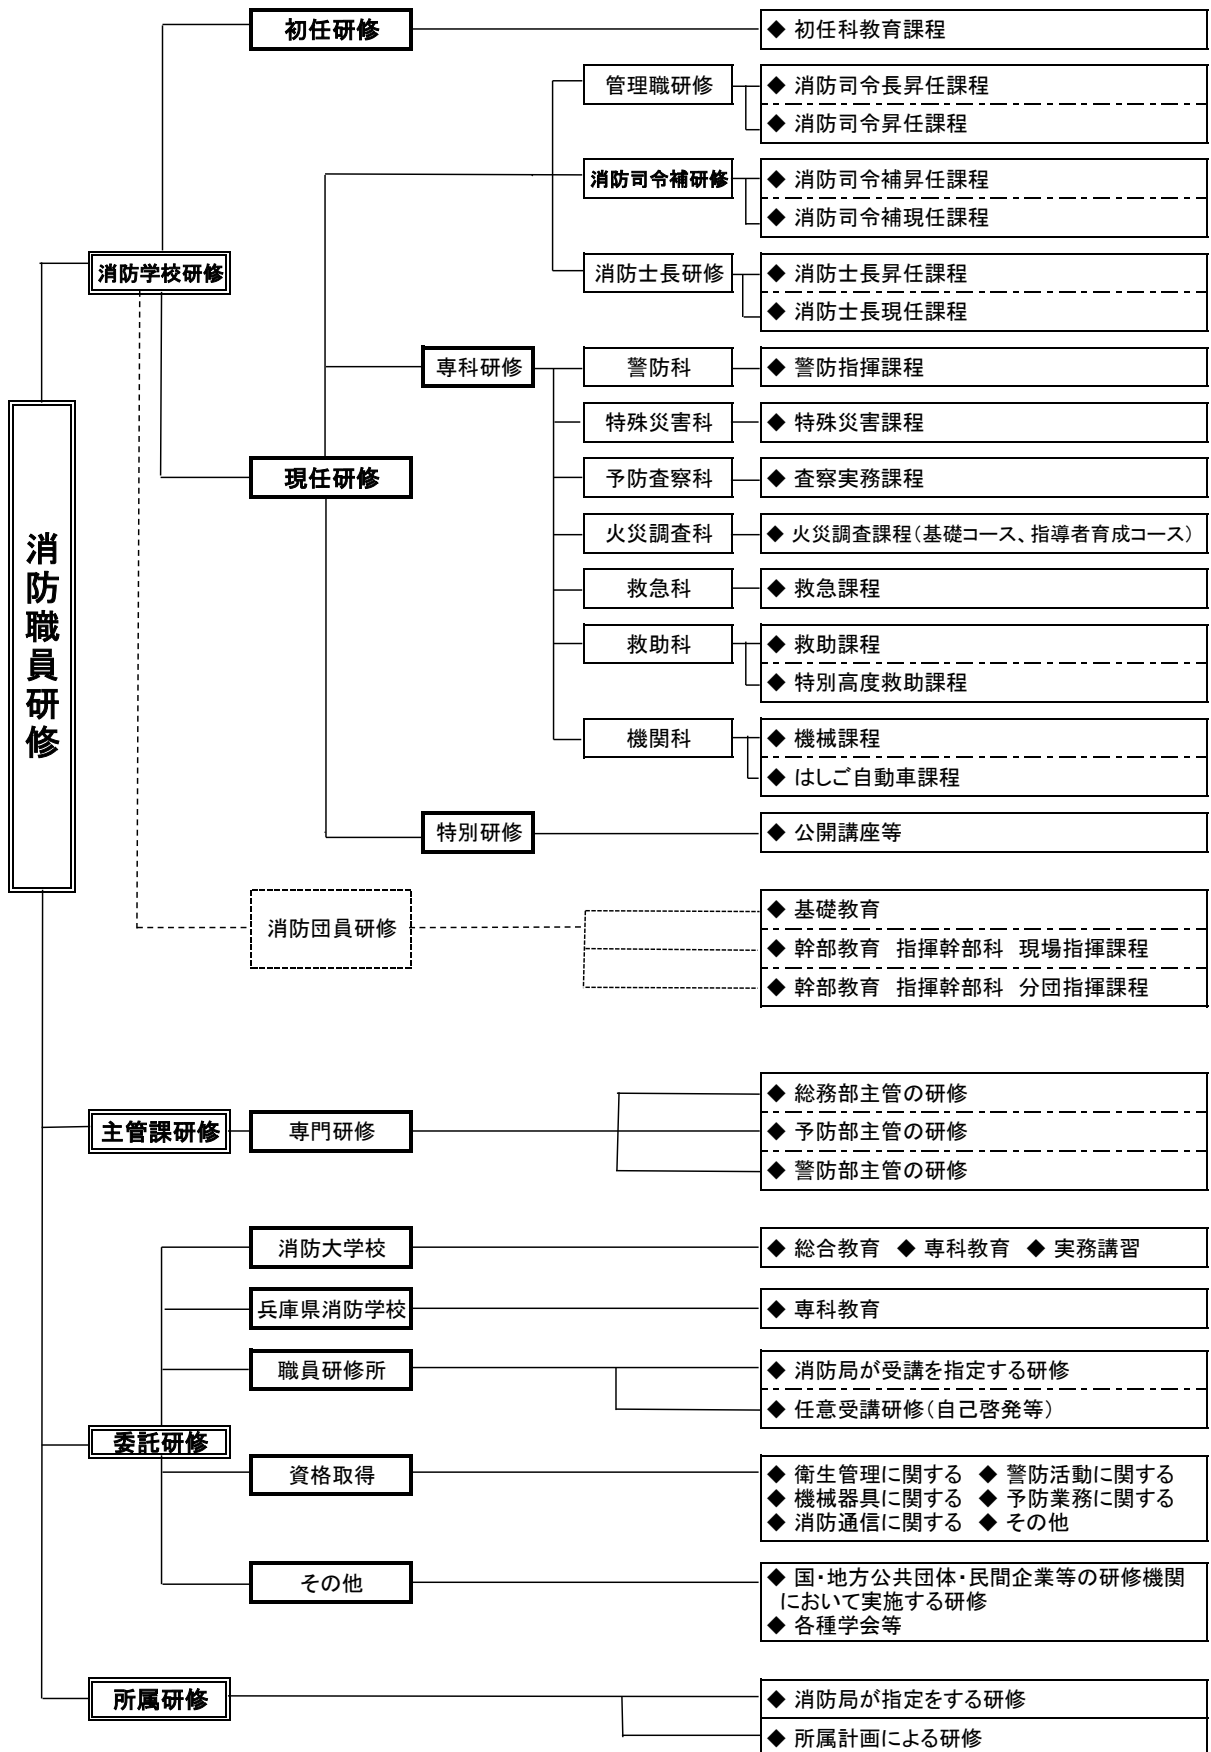 初任研修
◆ 初任科教育課程
管理職研修
◆ 消防司令長昇任課程
◆ 消防司令昇任課程
消防司令補研修
◆ 消防司令補昇任課程
◆ 消防司令補現任課程
消防学校研修
消防士長研修
◆ 消防士長昇任課程
◆ 消防士長現任課程
専科研修
警防科
◆ 警防指揮課程
特殊災害科
◆ 特殊災害課程
現任研修
予防査察科
◆ 査察実務課程
火災調査科
◆ 火災調査課程（基礎コース、指導者育成コース）
救急科
◆ 救急課程
消防職員研修
救助科
◆ 救助課程
◆ 特別高度救助課程
機関科
◆ 機械課程
◆ はしご自動車課程
特別研修
◆ 公開講座等
消防団員研修
◆ 基礎教育
◆ 幹部教育　指揮幹部科　現場指揮課程
◆ 幹部教育　指揮幹部科　分団指揮課程
主管課研修
専門研修
◆ 総務部主管の研修
◆ 予防部主管の研修
◆ 警防部主管の研修
消防大学校
◆ 総合教育 ◆ 専科教育 ◆ 実務講習
兵庫県消防学校
◆ 専科教育
職員研修所
◆ 消防局が受講を指定する研修
◆ 任意受講研修（自己啓発等）
委託研修
資格取得
◆ 衛生管理に関する ◆ 警防活動に関する
◆ 機械器具に関する ◆ 予防業務に関する
◆ 消防通信に関する ◆ その他
その他
◆ 国・地方公共団体・民間企業等の研修機関
において実施する研修
◆ 各種学会等
所属研修
◆ 消防局が指定をする研修
◆ 所属計画による研修